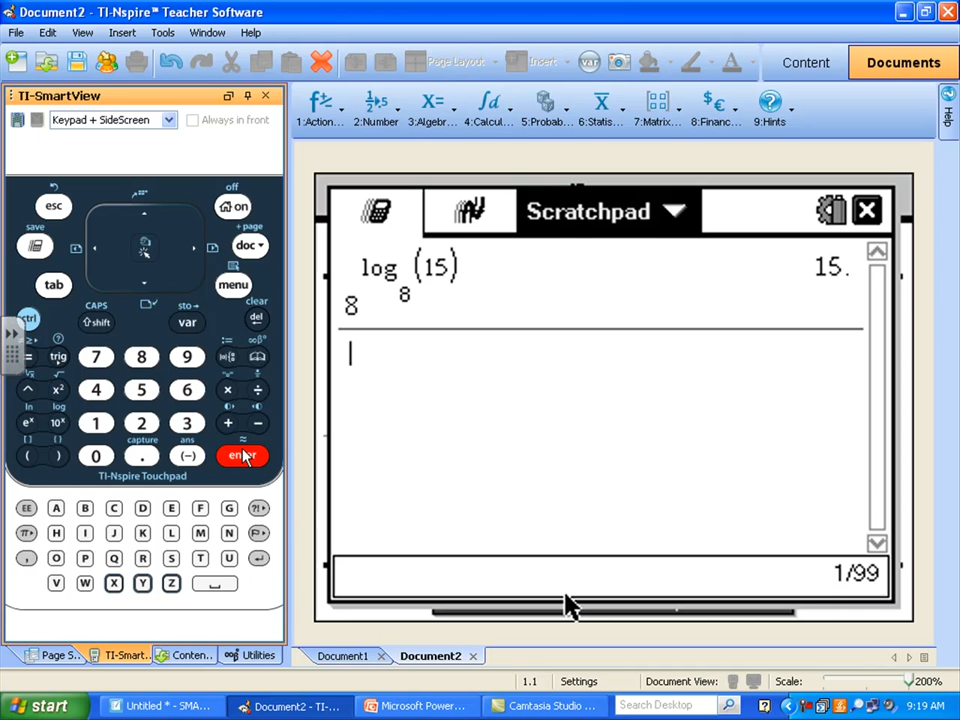 Document2 - TI-Nspire™ Teacher Software
File Edit View Insert Tools Window Help
Page Layout Insert var Content Documents
TI-SmartView
Keypad + SideScreen Always in front
1:Action... 2:Number 3:Algebr... 4:Calcul... 5:Probab... 6:Statis... 7:Matrix... 8:Financ... 9:Hints
Help
off
esc on
save + page
doc
tab menu
CAPS sto→ clear
ctrl shift var del
= trig 7 8 9
^ x² 4 5 6 × ÷
ln log
eˣ 10ˣ 1 2 3 + −
[ ] { } capture ans ≈
( ) 0 . (−) enter
TI-Nspire Touchpad
EE A B C D E F G ?!
π H I J K L M N
, O P Q R S T U
V W X Y Z
Scratchpad
8^log₈(15) 15.
1/99
Page S... TI-Smart... Conten... Utilities
Document1 Document2
1.1 Settings Document View: Scale: 200%
start Untitled * - SMA... Document2 - TI-... Microsoft Power... Camtasia Studio ... Search Desktop 9:19 AM